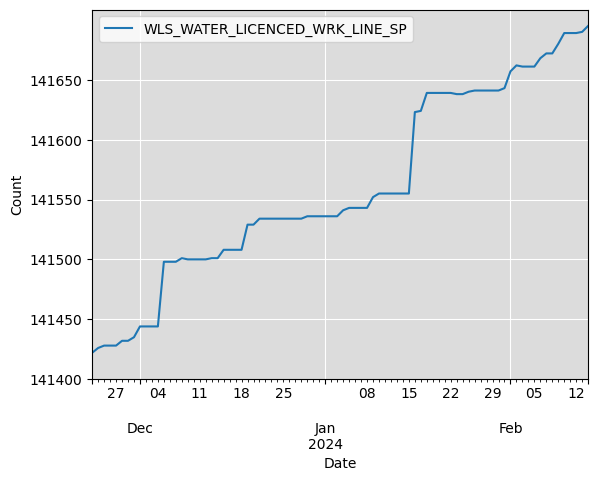 WLS_WATER_LICENCED_WRK_LINE_SP
141650
141600
141550
141500
141450
141400
Count
27 04 11 18 25 08 15 22 29 05 12
Dec Jan Feb
2024
Date